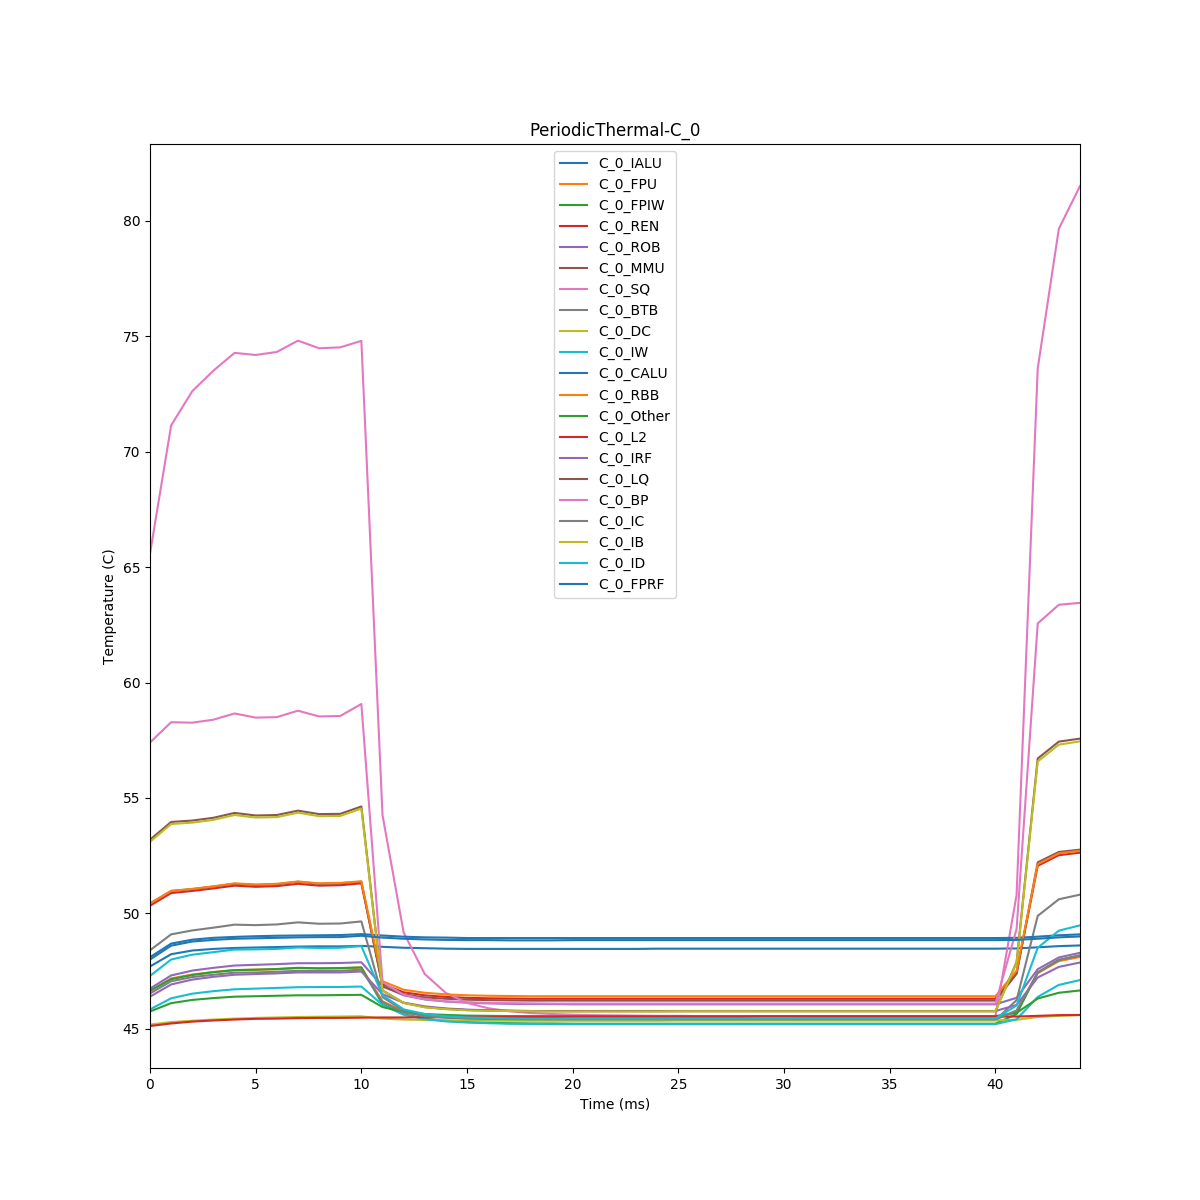 PeriodicThermal-C_0
C_0_IALU
C_0_FPU
C_0_FPIW
C_0_REN
C_0_ROB
C_0_MMU
C_0_SQ
C_0_BTB
C_0_DC
C_0_IW
C_0_CALU
C_0_RBB
C_0_Other
C_0_L2
C_0_IRF
C_0_LQ
C_0_BP
C_0_IC
C_0_IB
C_0_ID
C_0_FPRF
Temperature (C)
80
75
70
65
60
55
50
45
0 5 10 15 20 25 30 35 40
Time (ms)